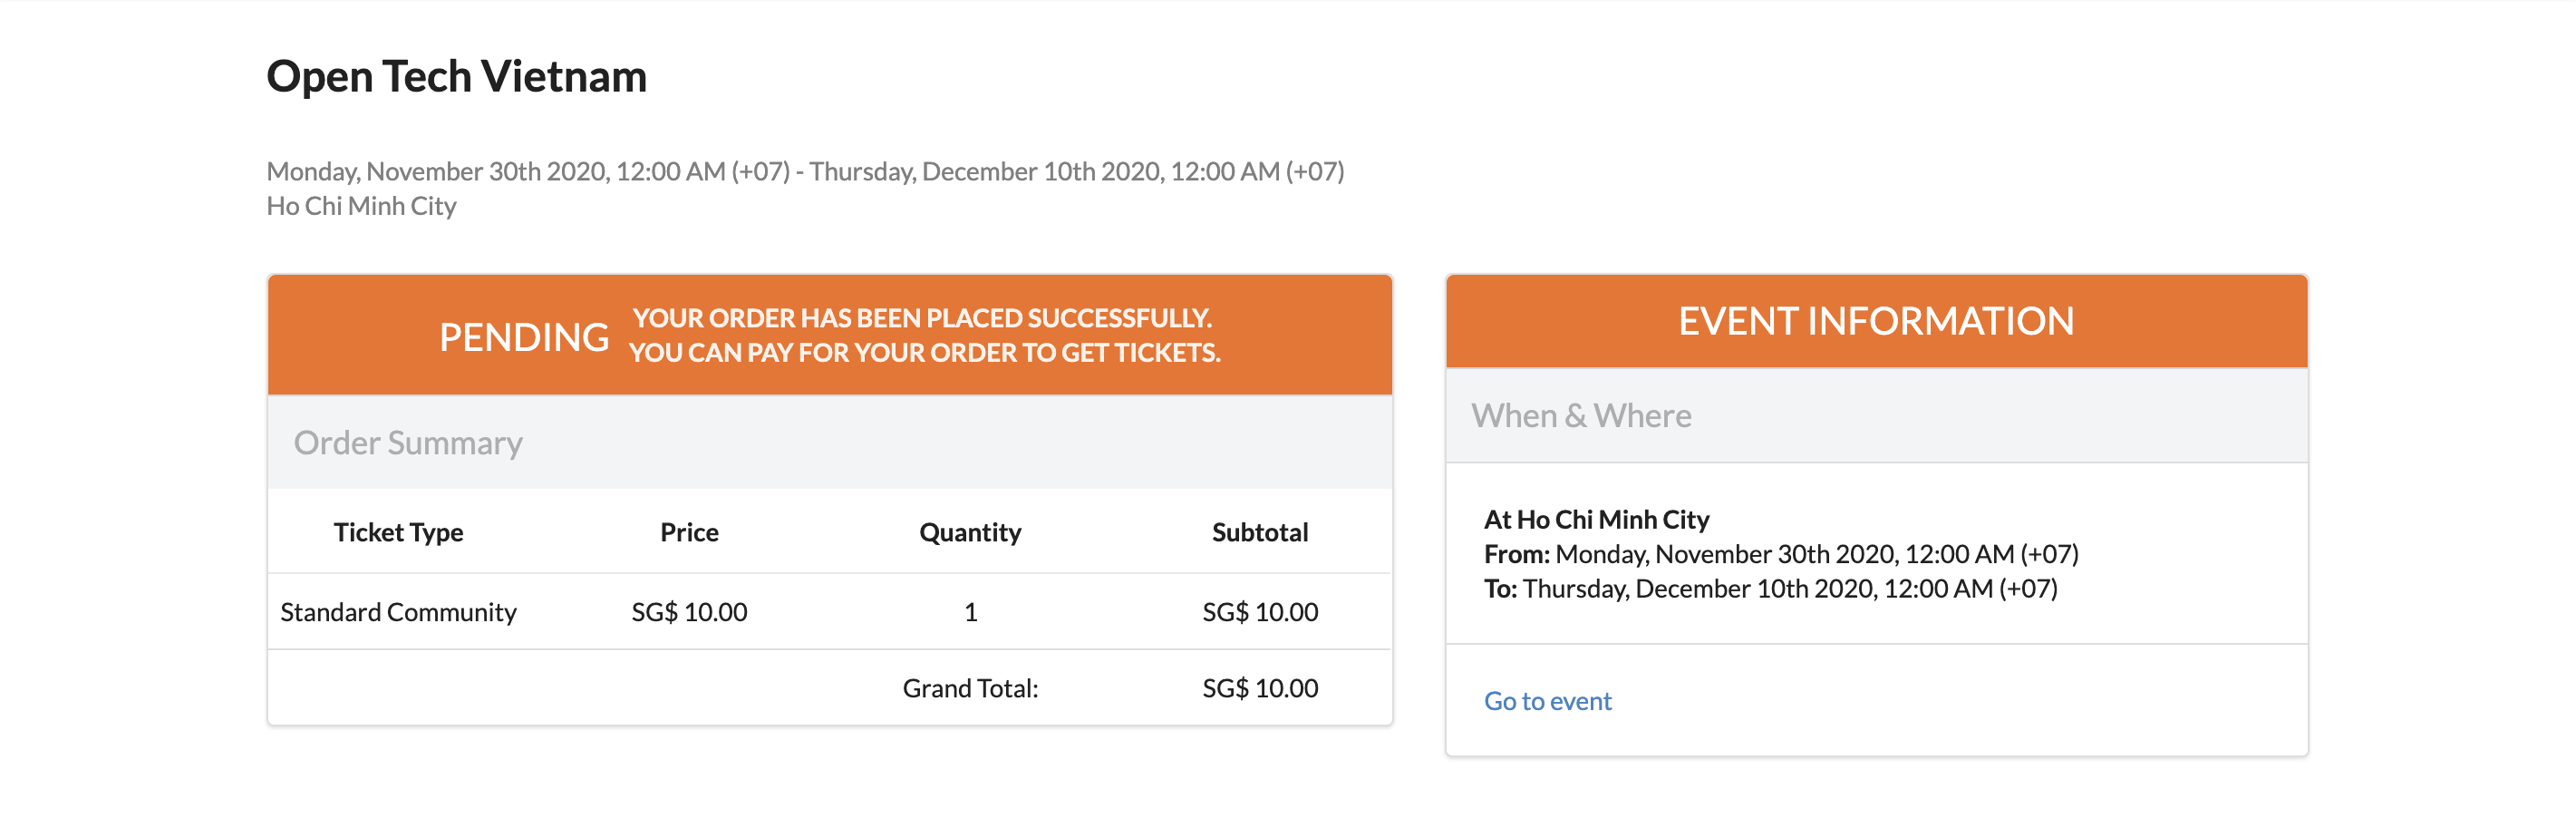 Open Tech Vietnam
Monday, November 30th 2020, 12:00 AM (+07) - Thursday, December 10th 2020, 12:00 AM (+07)
Ho Chi Minh City
PENDING
YOUR ORDER HAS BEEN PLACED SUCCESSFULLY.
YOU CAN PAY FOR YOUR ORDER TO GET TICKETS.
Order Summary
Ticket Type Price Quantity Subtotal
Standard Community SG$ 10.00 1 SG$ 10.00
Grand Total: SG$ 10.00
EVENT INFORMATION
When & Where
At Ho Chi Minh City
From: Monday, November 30th 2020, 12:00 AM (+07)
To: Thursday, December 10th 2020, 12:00 AM (+07)
Go to event